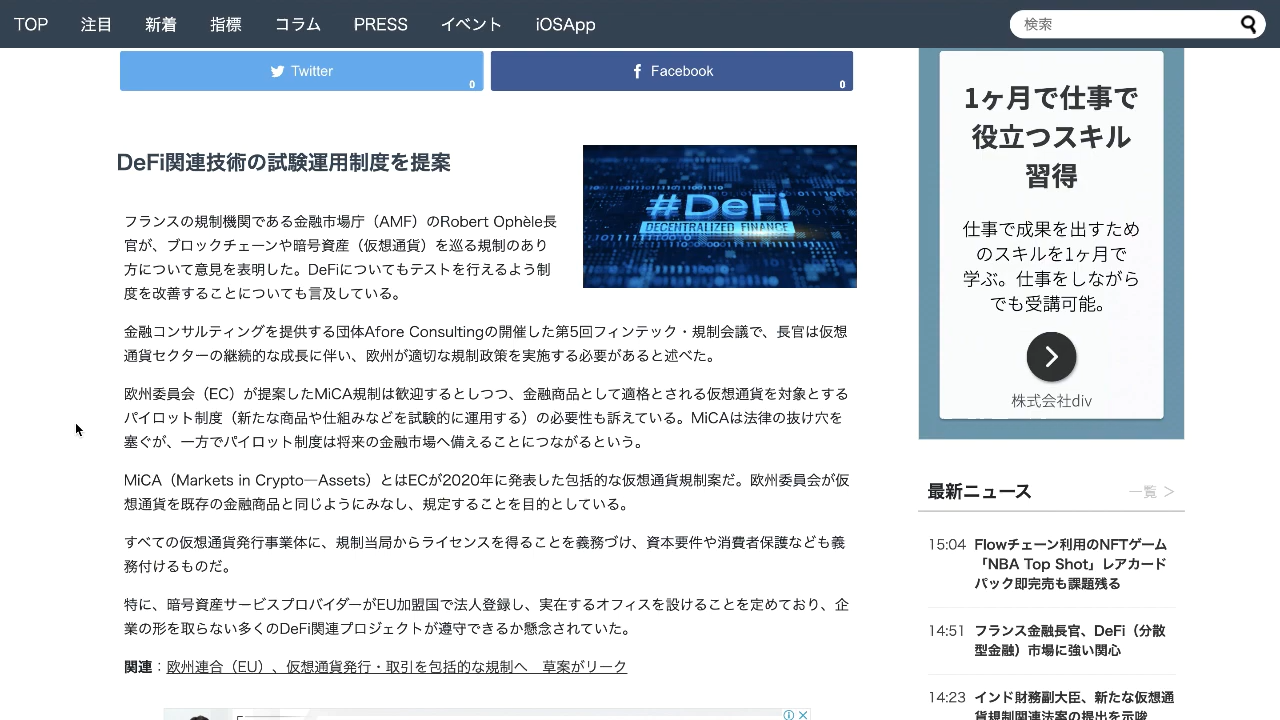 TOP 注目 新着 指標 コラム PRESS イベント iOSApp 検索
Twitter 0
Facebook 0
DeFi関連技術の試験運用制度を提案
#DeFi
DECENTRALIZED FINANCE
フランスの規制機関である金融市場庁（AMF）のRobert Ophèle長
官が、ブロックチェーンや暗号資産（仮想通貨）を巡る規制のあり
方について意見を表明した。DeFiについてもテストを行えるよう制
度を改善することについても言及している。
金融コンサルティングを提供する団体Afore Consultingの開催した第5回フィンテック・規制会議で、長官は仮想
通貨セクターの継続的な成長に伴い、欧州が適切な規制政策を実施する必要があると述べた。
欧州委員会（EC）が提案したMiCA規制は歓迎するとしつつ、金融商品として適格とされる仮想通貨を対象とする
パイロット制度（新たな商品や仕組みなどを試験的に運用する）の必要性も訴えている。MiCAは法律の抜け穴を
塞ぐが、一方でパイロット制度は将来の金融市場へ備えることにつながるという。
MiCA（Markets in Crypto―Assets）とはECが2020年に発表した包括的な仮想通貨規制案だ。欧州委員会が仮
想通貨を既存の金融商品と同じようにみなし、規定することを目的としている。
すべての仮想通貨発行事業体に、規制当局からライセンスを得ることを義務づけ、資本要件や消費者保護なども義
務付けるものだ。
特に、暗号資産サービスプロバイダーがEU加盟国で法人登録し、実在するオフィスを設けることを定めており、企
業の形を取らない多くのDeFi関連プロジェクトが遵守できるか懸念されていた。
関連：欧州連合（EU）、仮想通貨発行・取引を包括的な規制へ　草案がリーク
1ヶ月で仕事で
役立つスキル
習得
仕事で成果を出すため
のスキルを1ヶ月で
学ぶ。仕事をしながら
でも受講可能。
株式会社div
最新ニュース 一覧 ＞
15:04 Flowチェーン利用のNFTゲーム
「NBA Top Shot」レアカード
パック即完売も課題残る
14:51 フランス金融長官、DeFi（分散
型金融）市場に強い関心
14:23 インド財務副大臣、新たな仮想通
貨規制関連法案の提出を示唆